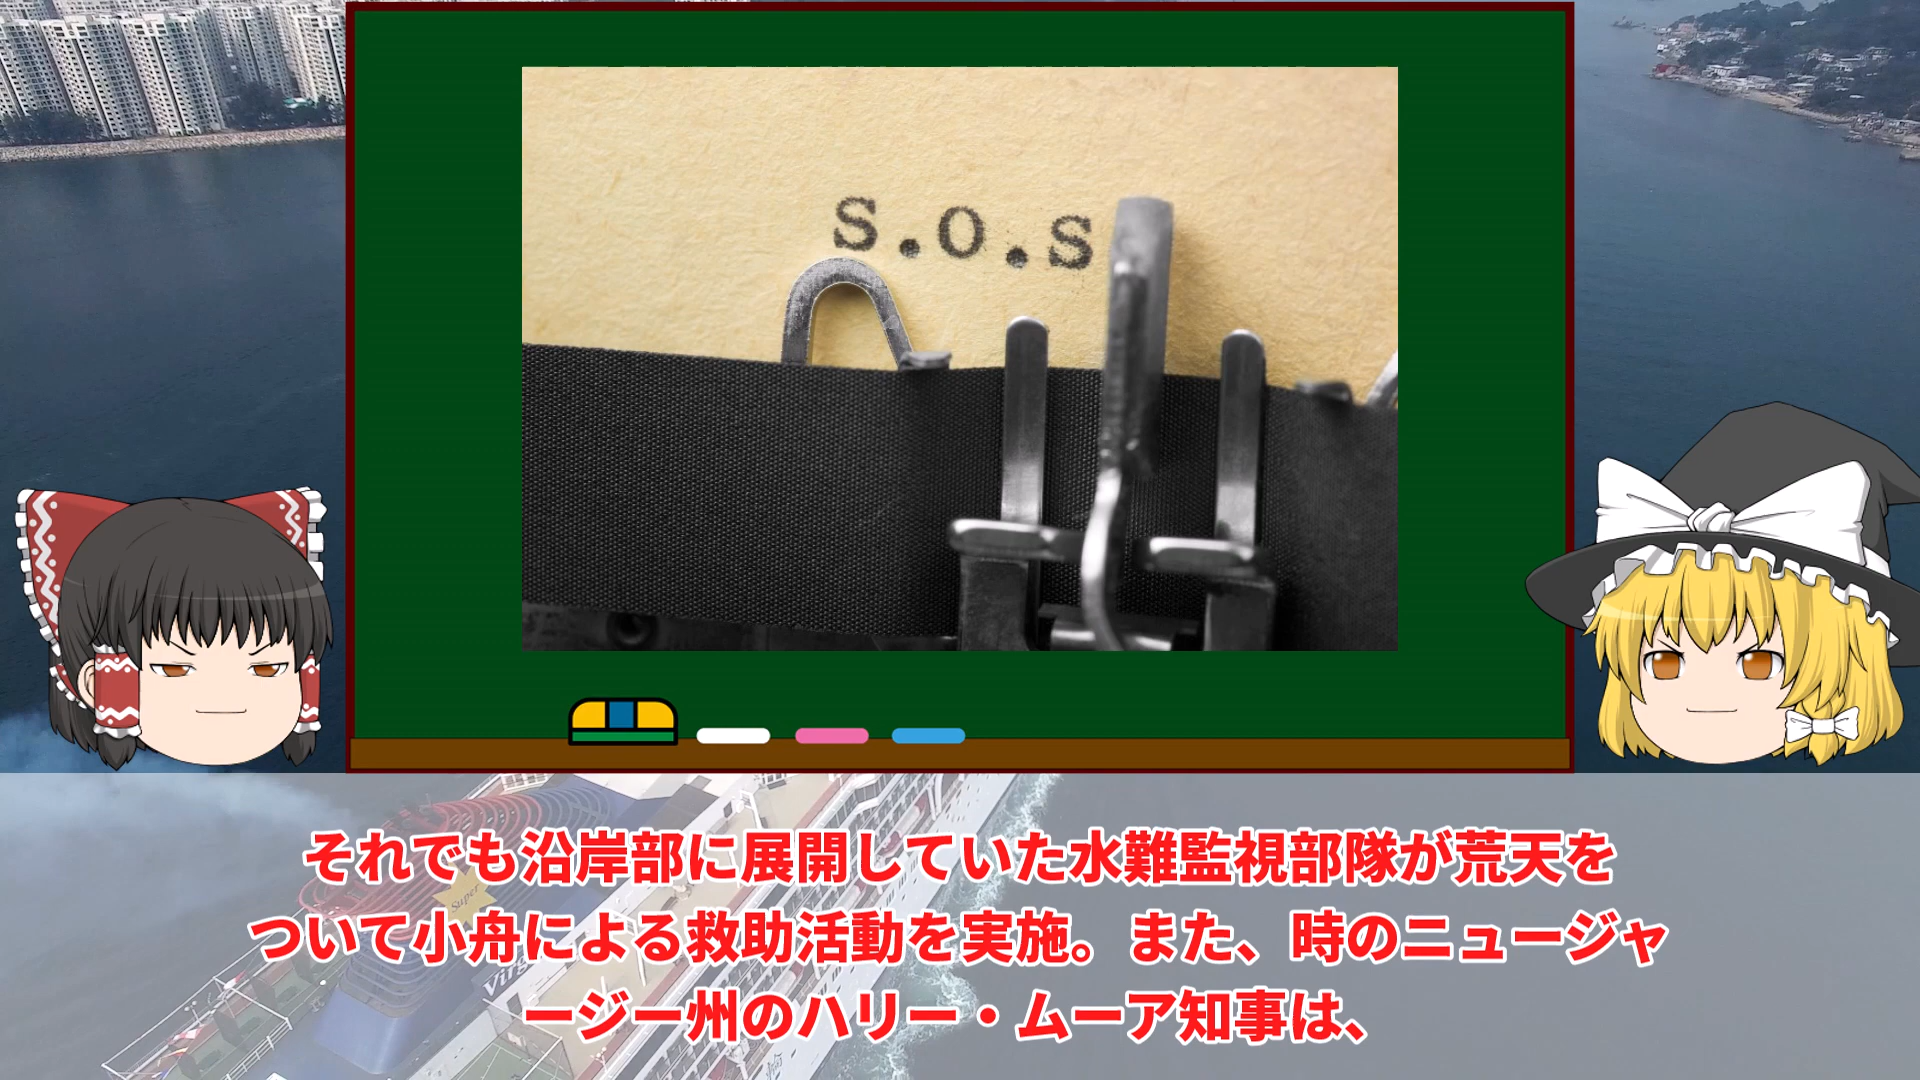 s.o.s
それでも沿岸部に展開していた水難監視部隊が荒天を
ついて小舟による救助活動を実施。また、時のニュージャ
ージー州のハリー・ムーア知事は、
Super
Virgo